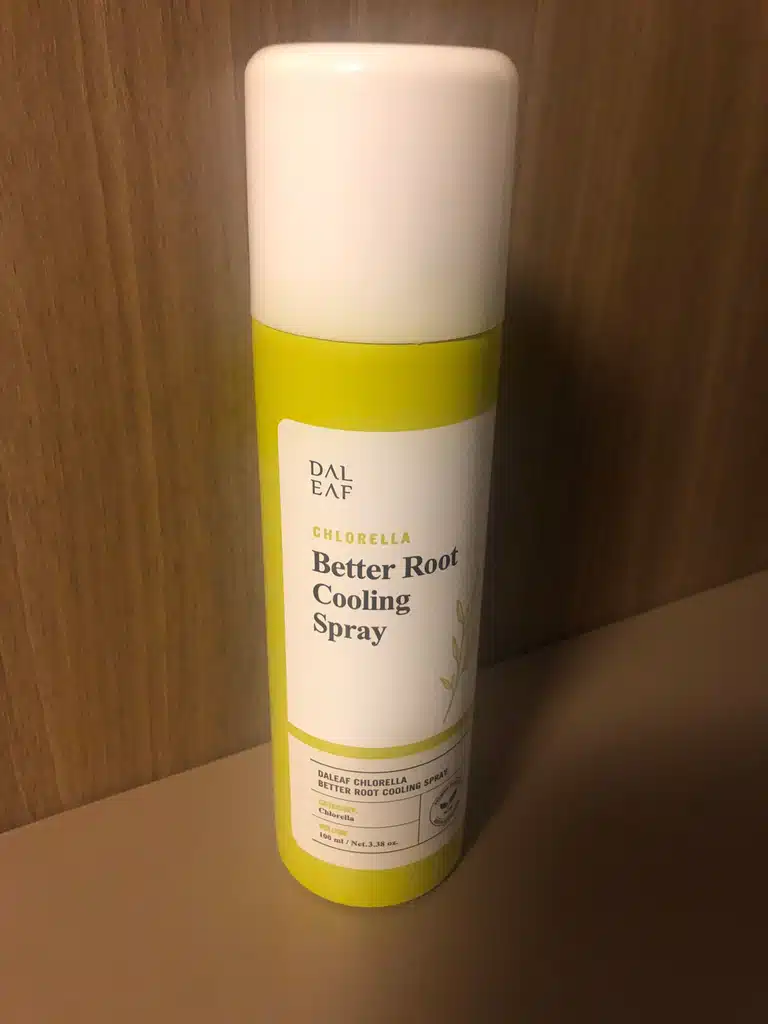 DAL
EAF
CHLORELLA
Better Root
Cooling
Spray
DALEAF CHLORELLA
BETTER ROOT COOLING SPRAY
Chlorella
100 ml / Net.3.38 oz.